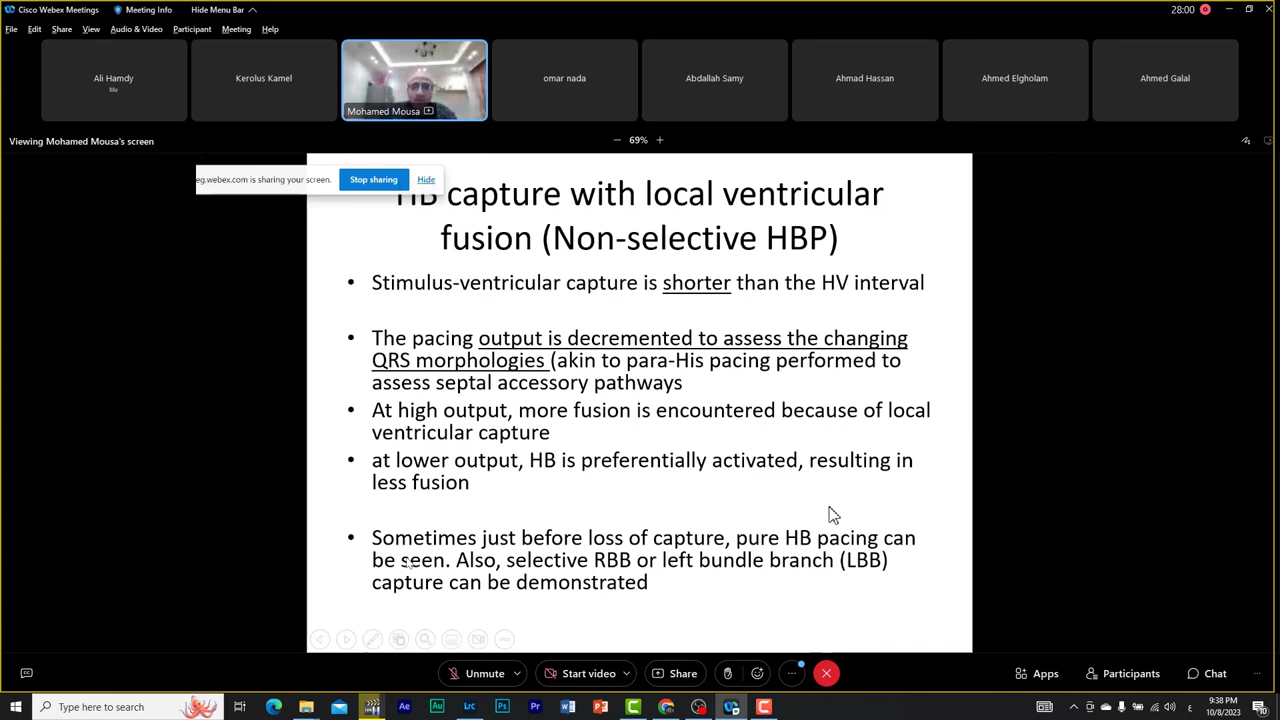 Cisco Webex Meetings
Meeting Info
Hide Menu Bar
28:00
File Edit Share View Audio & Video Participant Meeting Help
Ali Hamdy
Me
Kerolus Kamel
Mohamed Mousa
omar nada
Abdallah Samy
Ahmad Hassan
Ahmed Elgholam
Ahmed Galal
Viewing Mohamed Mousa's screen
69%
eg.webex.com is sharing your screen.
Stop sharing
Hide
HB capture with local ventricular
fusion (Non-selective HBP)
• Stimulus-ventricular capture is shorter than the HV interval
• The pacing output is decremented to assess the changing
QRS morphologies (akin to para-His pacing performed to
assess septal accessory pathways
• At high output, more fusion is encountered because of local
ventricular capture
• at lower output, HB is preferentially activated, resulting in
less fusion
• Sometimes just before loss of capture, pure HB pacing can
be seen. Also, selective RBB or left bundle branch (LBB)
capture can be demonstrated
Unmute
Start video
Share
Apps
Participants
Chat
Type here to search
Ae
Au
Lrc
Ps
Pr
9:38 PM
10/8/2023